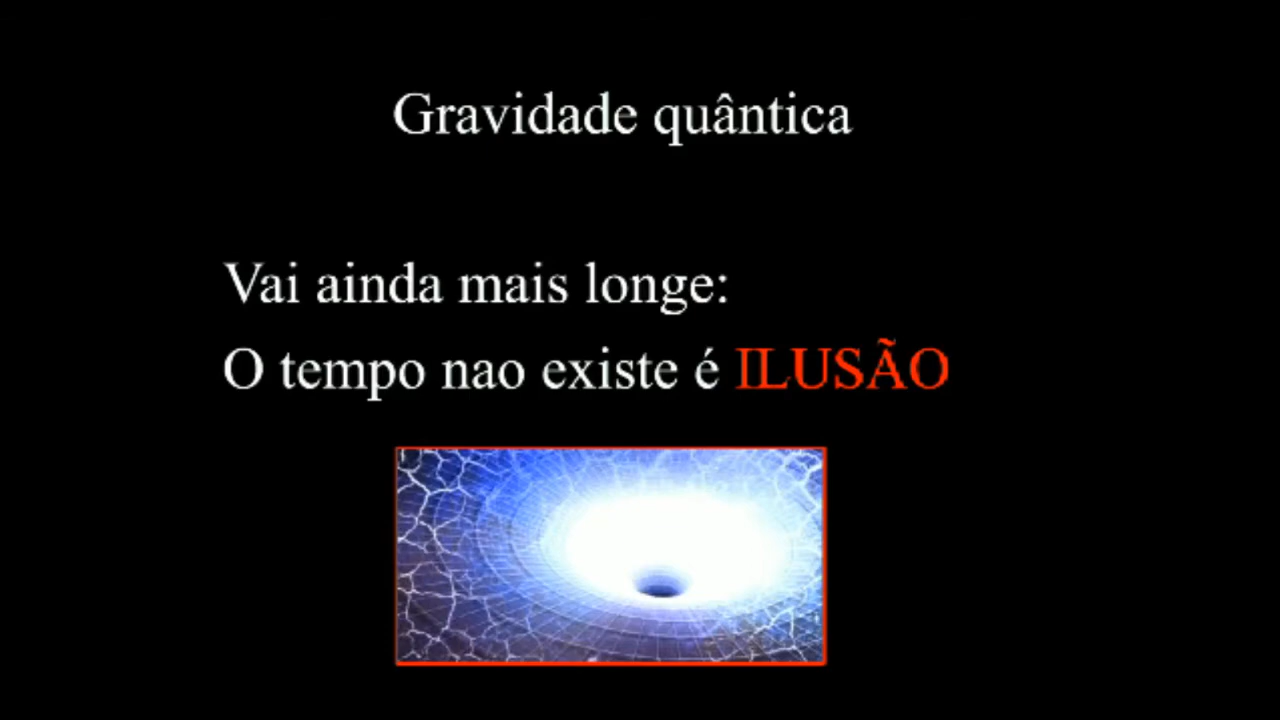 Gravidade quântica
Vai ainda mais longe:
O tempo nao existe é ILUSÃO